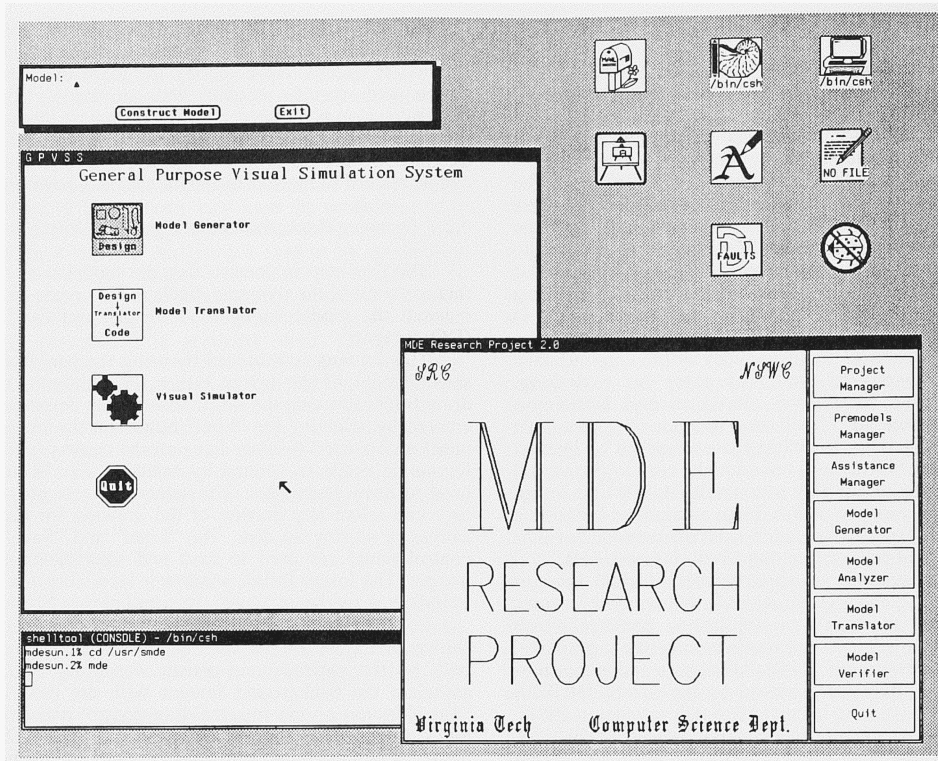 Model:
Construct Model Exit
MAIL
/bin/csh
/bin/csh
A
NO FILE
D
FAULTS
G P V S S
General Purpose Visual Simulation System
Design
Model Generator
Design
Translator
Code
Model Translator
Visual Simulator
Quit
shelltool (CONSOLE) - /bin/csh
mdesun.1% cd /usr/smde
mdesun.2% mde
MDE Research Project 2.0
SRC NSWC
MDE
RESEARCH
PROJECT
Virginia Tech Computer Science Dept.
Project
Manager
Premodels
Manager
Assistance
Manager
Model
Generator
Model
Analyzer
Model
Translator
Model
Verifier
Quit